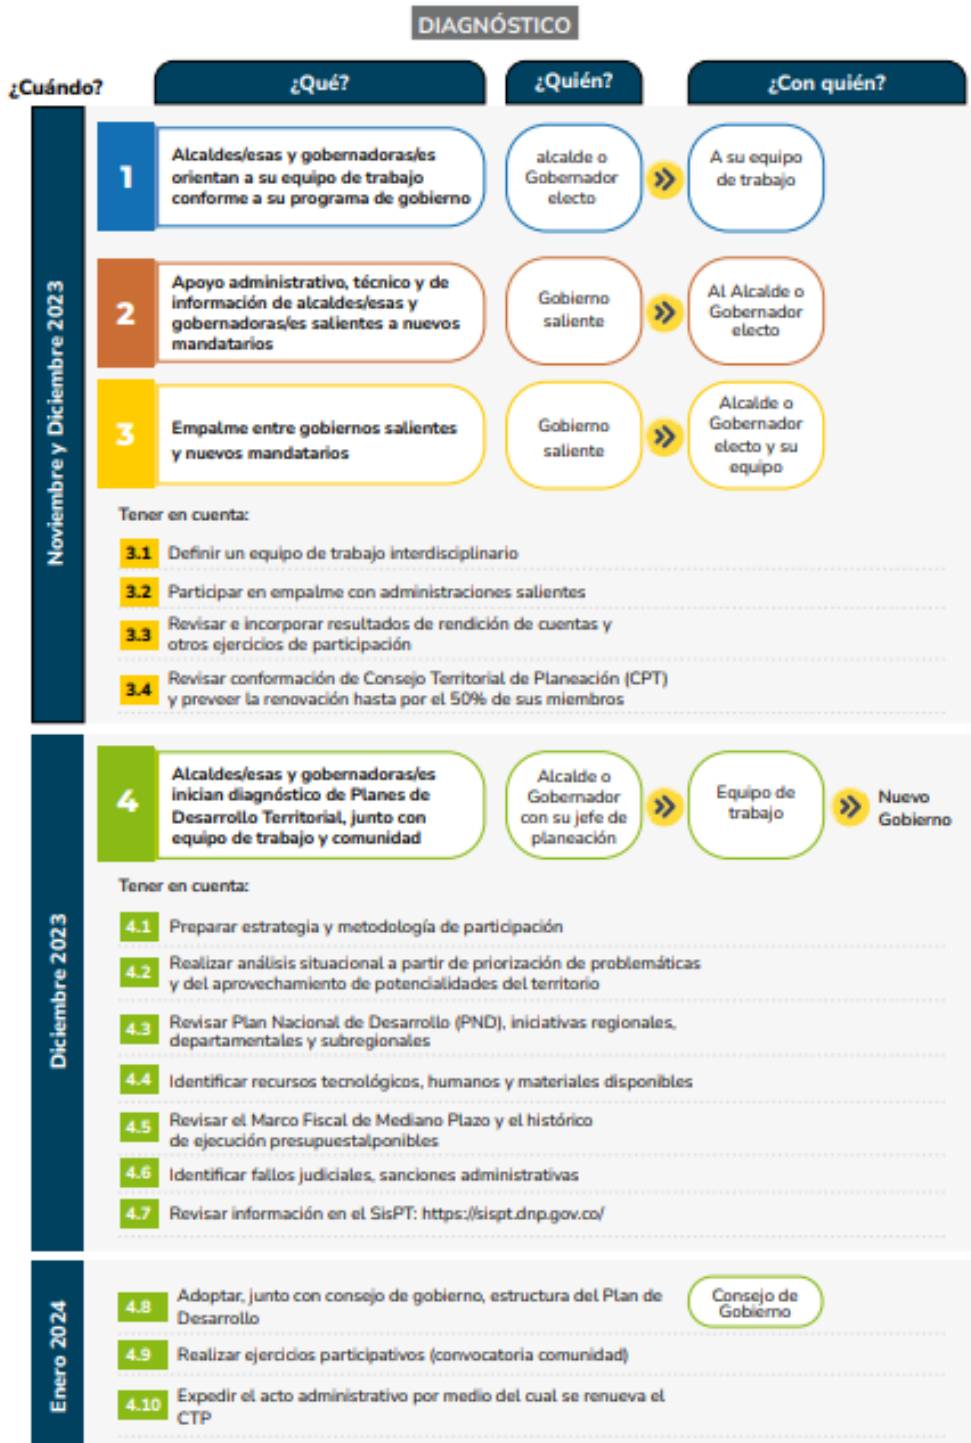 DIAGNÓSTICO
¿Cuándo?
¿Qué?
¿Quién?
¿Con quién?
Noviembre y Diciembre 2023
1
Alcaldes/esas y gobernadoras/es
orientan a su equipo de trabajo
conforme a su programa de gobierno
alcalde o
Gobernador
electo
A su equipo
de trabajo
2
Apoyo administrativo, técnico y de
información de alcaldes/esas y
gobernadoras/es salientes a nuevos
mandatarios
Gobierno
saliente
Al Alcalde o
Gobernador
electo
3
Empalme entre gobiernos salientes
y nuevos mandatarios
Gobierno
saliente
Alcalde o
Gobernador
electo y su
equipo
Tener en cuenta:
3.1 Definir un equipo de trabajo interdisciplinario
3.2 Participar en empalme con administraciones salientes
3.3 Revisar e incorporar resultados de rendición de cuentas y
otros ejercicios de participación
3.4 Revisar conformación de Consejo Territorial de Planeación (CPT)
y preveer la renovación hasta por el 50% de sus miembros
Diciembre 2023
4
Alcaldes/esas y gobernadoras/es
inician diagnóstico de Planes de
Desarrollo Territorial, junto con
equipo de trabajo y comunidad
Alcalde o
Gobernador
con su jefe de
planeación
Equipo de
trabajo
Nuevo
Gobierno
Tener en cuenta:
4.1 Preparar estrategia y metodología de participación
4.2 Realizar análisis situacional a partir de priorización de problemáticas
y del aprovechamiento de potencialidades del territorio
4.3 Revisar Plan Nacional de Desarrollo (PND), iniciativas regionales,
departamentales y subregionales
4.4 Identificar recursos tecnológicos, humanos y materiales disponibles
4.5 Revisar el Marco Fiscal de Mediano Plazo y el histórico
de ejecución presupuestalponibles
4.6 Identificar fallos judiciales, sanciones administrativas
4.7 Revisar información en el SisPT: https://sispt.dnp.gov.co/
Enero 2024
4.8 Adoptar, junto con consejo de gobierno, estructura del Plan de
Desarrollo
Consejo de
Gobierno
4.9 Realizar ejercicios participativos (convocatoria comunidad)
4.10 Expedir el acto administrativo por medio del cual se renueva el
CTP